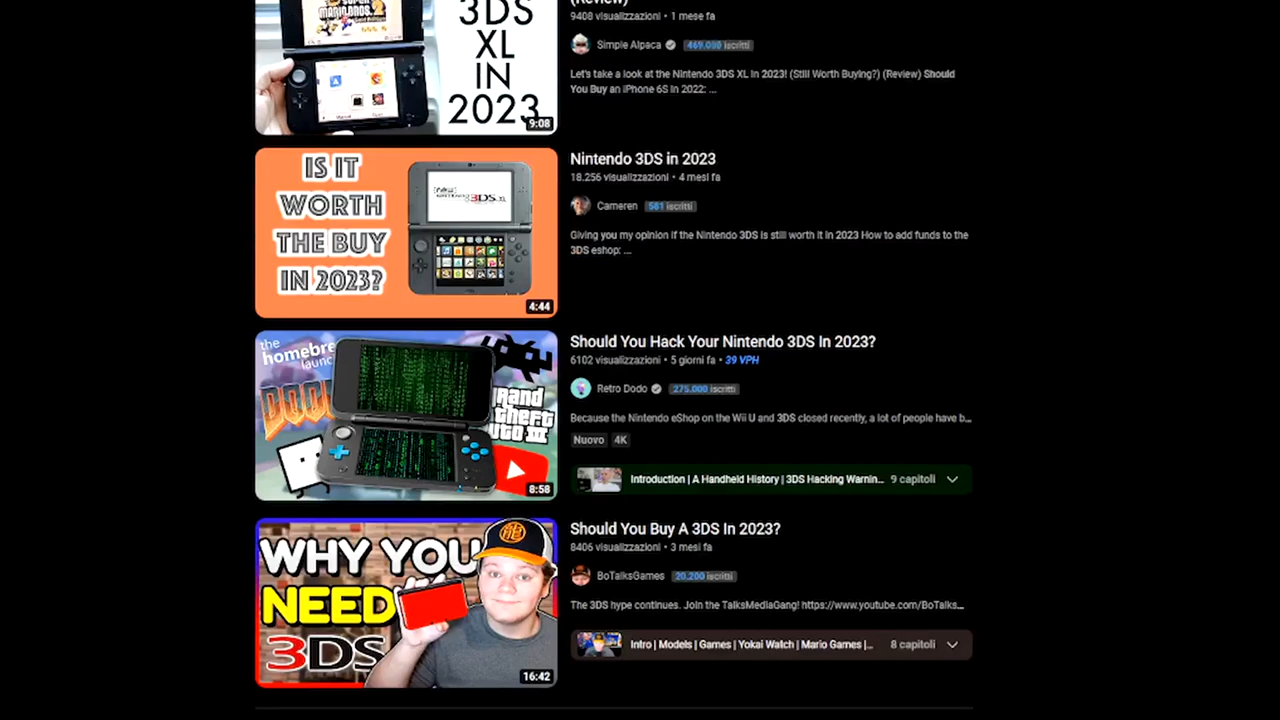 (Review)
9408 visualizzazioni • 1 mese fa
3DS
XL
IN
2023
9:08
Simple Alpaca
469.000 iscritti
Let's take a look at the Nintendo 3DS XL In 2023! (Still Worth Buying?) (Review) Should
You Buy an iPhone 6S In 2022: ...
IS IT
WORTH
THE BUY
IN 2023?
NINTENDO 3DS XL
4:44
Nintendo 3DS in 2023
18.256 visualizzazioni • 4 mesi fa
Cameren
581 iscritti
Giving you my opinion if the Nintendo 3DS is still worth it in 2023 How to add funds to the
3DS eshop: ...
the
homebre
launc
DOO
8:58
Should You Hack Your Nintendo 3DS In 2023?
6102 visualizzazioni • 5 giorni fa • 39 VPH
Retro Dodo
275.000 iscritti
Because the Nintendo eShop on the Wii U and 3DS closed recently, a lot of people have b...
Nuovo
4K
Introduction | A Handheld History | 3DS Hacking Warnin...
9 capitoli
WHY YOU
NEED
3DS
16:42
Should You Buy A 3DS In 2023?
8406 visualizzazioni • 3 mesi fa
BoTalksGames
20.200 iscritti
The 3DS hype continues. Join the TalksMediaGang! https://www.youtube.com/BoTalks...
Intro | Models | Games | Yokai Watch | Mario Games |...
8 capitoli